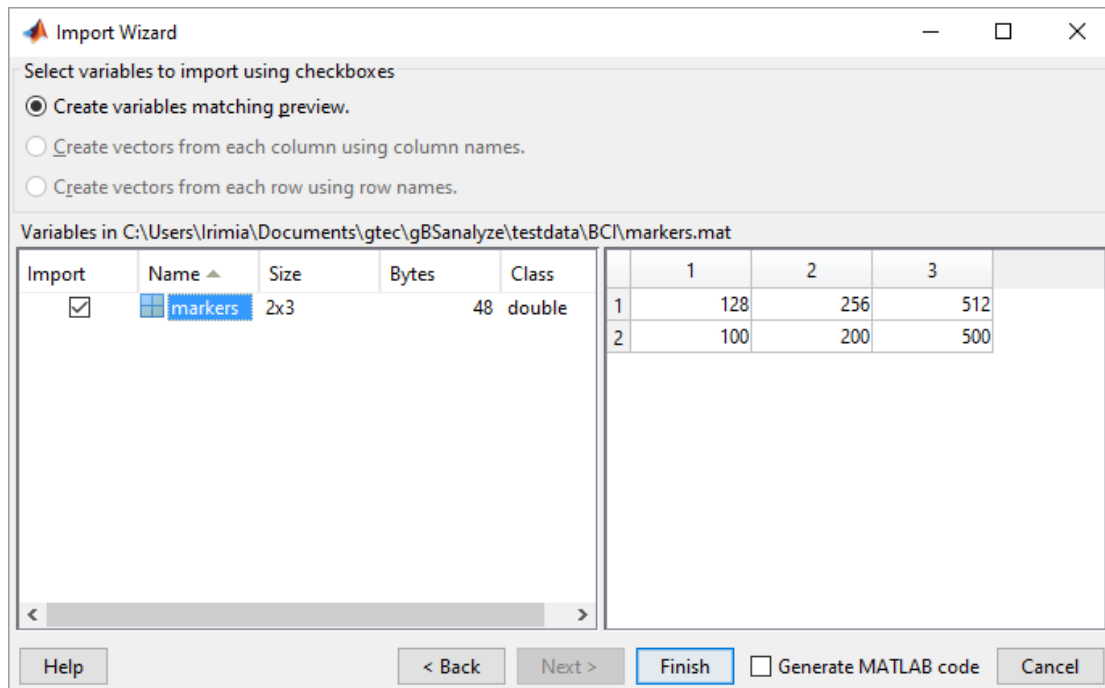 Import Wizard
Select variables to import using checkboxes
Create variables matching preview.
Create vectors from each column using column names.
Create vectors from each row using row names.
Variables in C:\Users\Irimia\Documents\gtec\gBSanalyze\testdata\BCI\markers.mat
Import Name Size Bytes Class
markers 2x3 48 double
1 2 3
1 128 256 512
2 100 200 500
Help < Back Next > Finish Generate MATLAB code Cancel